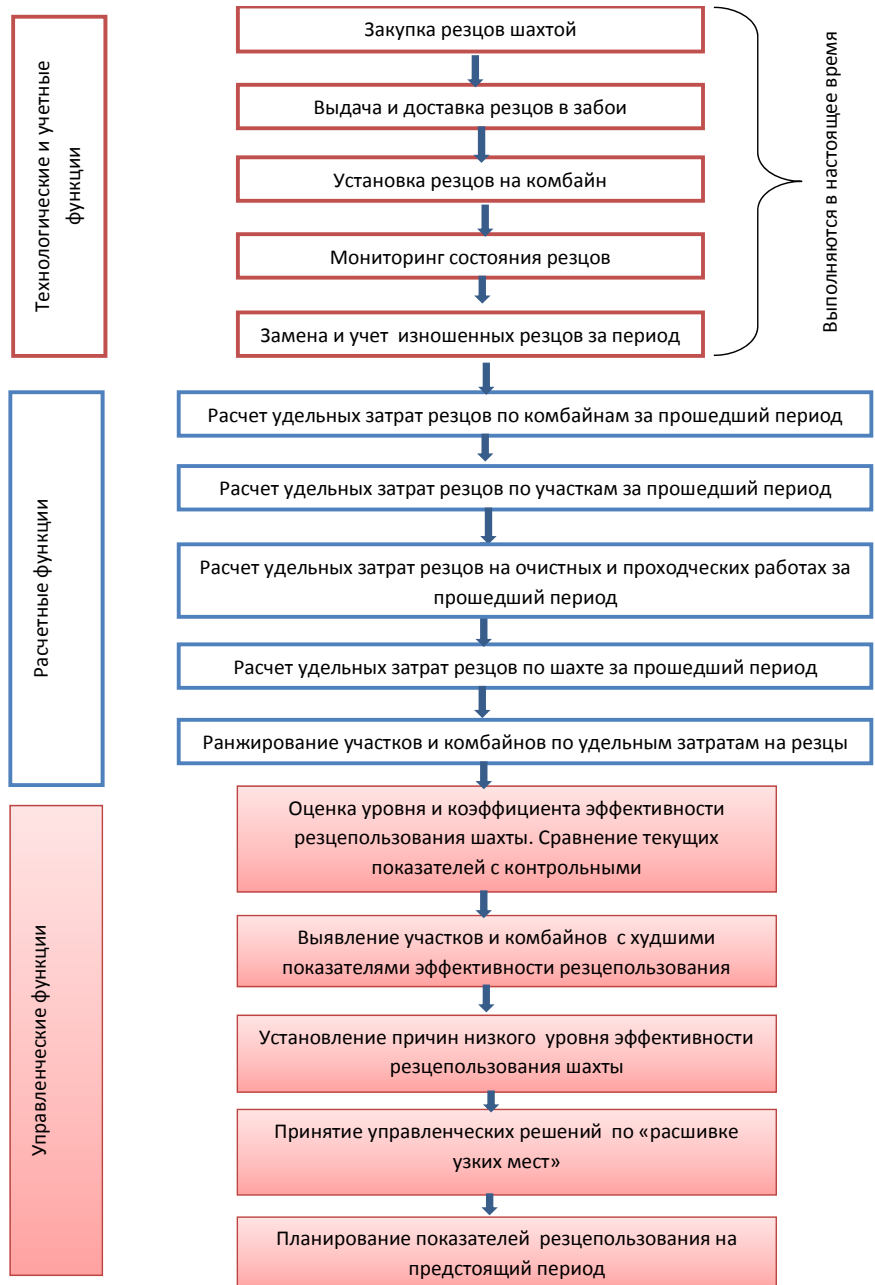 Технологические и учетные
функции
Закупка резцов шахтой
Выдача и доставка резцов в забои
Установка резцов на комбайн
Мониторинг состояния резцов
Замена и учет изношенных резцов за период
Выполняются в настоящее время
Расчетные функции
Расчет удельных затрат резцов по комбайнам за прошедший период
Расчет удельных затрат резцов по участкам за прошедший период
Расчет удельных затрат резцов на очистных и проходческих работах за
прошедший период
Расчет удельных затрат резцов по шахте за прошедший период
Ранжирование участков и комбайнов по удельным затратам на резцы
Управленческие функции
Оценка уровня и коэффициента эффективности
резцепользования шахты. Сравнение текущих
показателей с контрольными
Выявление участков и комбайнов с худшими
показателями эффективности резцепользования
Установление причин низкого уровня эффективности
резцепользования шахты
Принятие управленческих решений по «расшивке
узких мест»
Планирование показателей резцепользования на
предстоящий период